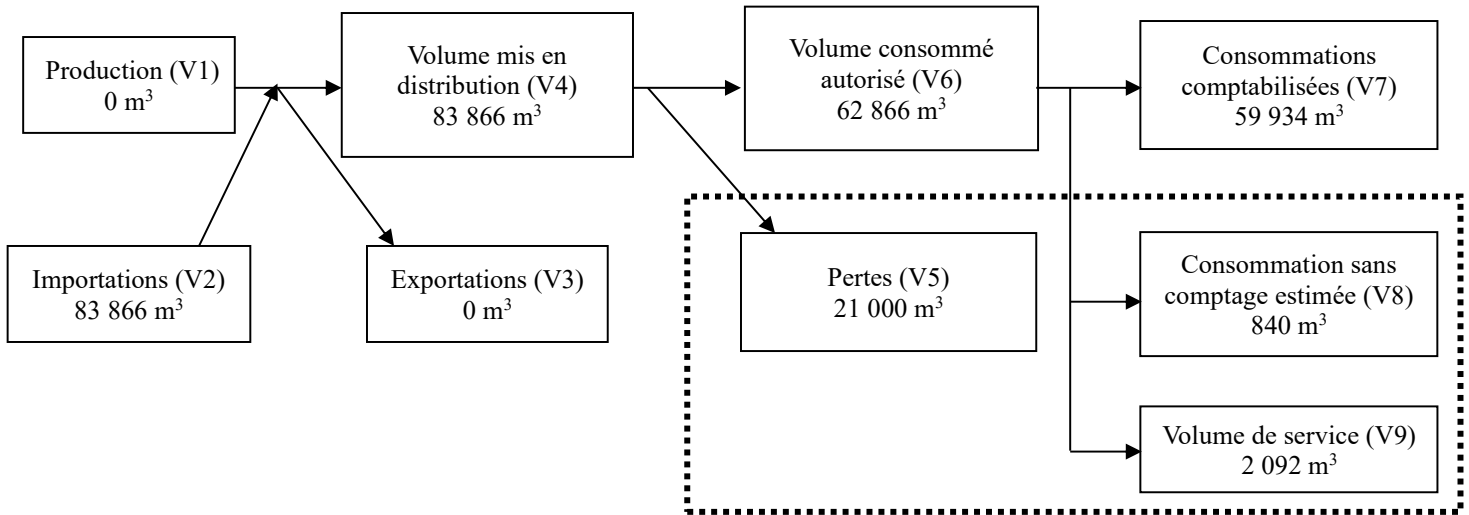 Production (V1)
0 m³
Volume mis en
distribution (V4)
83 866 m³
Volume consommé
autorisé (V6)
62 866 m³
Consommations
comptabilisées (V7)
59 934 m³
Importations (V2)
83 866 m³
Exportations (V3)
0 m³
Pertes (V5)
21 000 m³
Consommation sans
comptage estimée (V8)
840 m³
Volume de service (V9)
2 092 m³